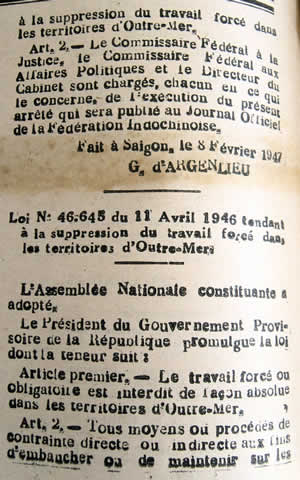 à la suppression du travail forcé dans
les territoires d'Outre-Mer.
Art. 2.— Le Commissaire Fédéral à la
Justice, le Commissaire Fédéral aux
Affaires Politiques et le Directeur du
Cabinet sont chargés, chacun en ce qui
le concerne, de l'exécution du présent
arrêté qui sera publié au Journal Officiel
de la Fédération Indochinoise.
Fait à Saigon, le 8 Février 1947
G. d'ARGENLIEU
Loi N° 46.645 du 11 Avril 1946 tendant
à la suppression du travail forcé dans
les territoires d'Outre-Mer.
L'Assemblée Nationale constituante a
adopté,
Le Président du Gouvernement Provi-
soire de la République promulgue la loi
dont la teneur suit :
Article premier.— Le travail forcé ou
obligatoire est interdit de façon absolue
dans les territoires d'Outre-Mer.
Art. 2.— Tous moyens ou procédés de
contrainte directe ou indirecte aux fins
d'embaucher ou de maintenir sur les